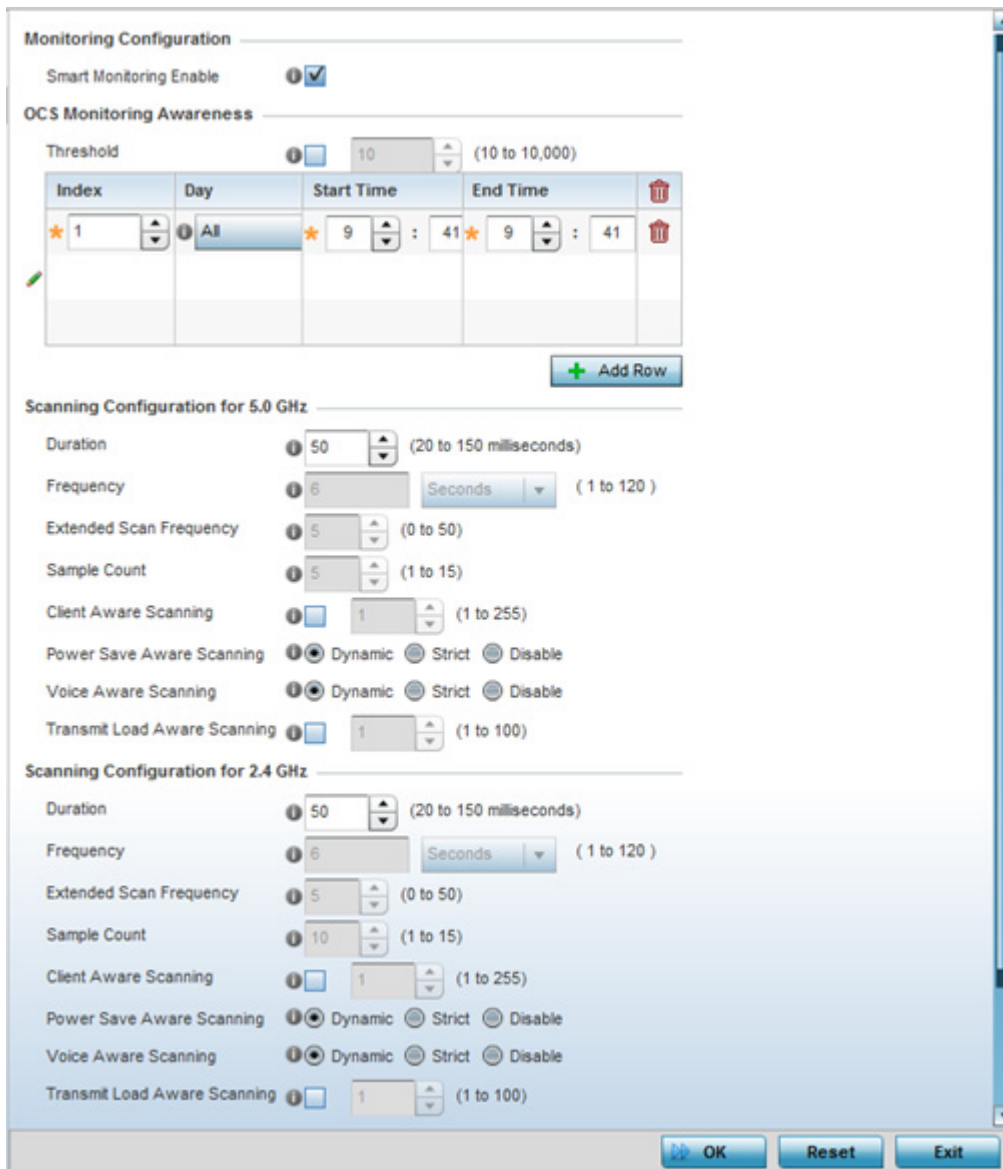 Monitoring Configuration
Smart Monitoring Enable
OCS Monitoring Awareness
Threshold 10 (10 to 10,000)
Index Day Start Time End Time
1 All 9 : 41 9 : 41
Add Row
Scanning Configuration for 5.0 GHz
Duration 50 (20 to 150 milliseconds)
Frequency 6 Seconds ( 1 to 120 )
Extended Scan Frequency 5 (0 to 50)
Sample Count 5 (1 to 15)
Client Aware Scanning 1 (1 to 255)
Power Save Aware Scanning Dynamic Strict Disable
Voice Aware Scanning Dynamic Strict Disable
Transmit Load Aware Scanning 1 (1 to 100)
Scanning Configuration for 2.4 GHz
Duration 50 (20 to 150 milliseconds)
Frequency 6 Seconds ( 1 to 120 )
Extended Scan Frequency 5 (0 to 50)
Sample Count 10 (1 to 15)
Client Aware Scanning 1 (1 to 255)
Power Save Aware Scanning Dynamic Strict Disable
Voice Aware Scanning Dynamic Strict Disable
Transmit Load Aware Scanning 1 (1 to 100)
OK Reset Exit